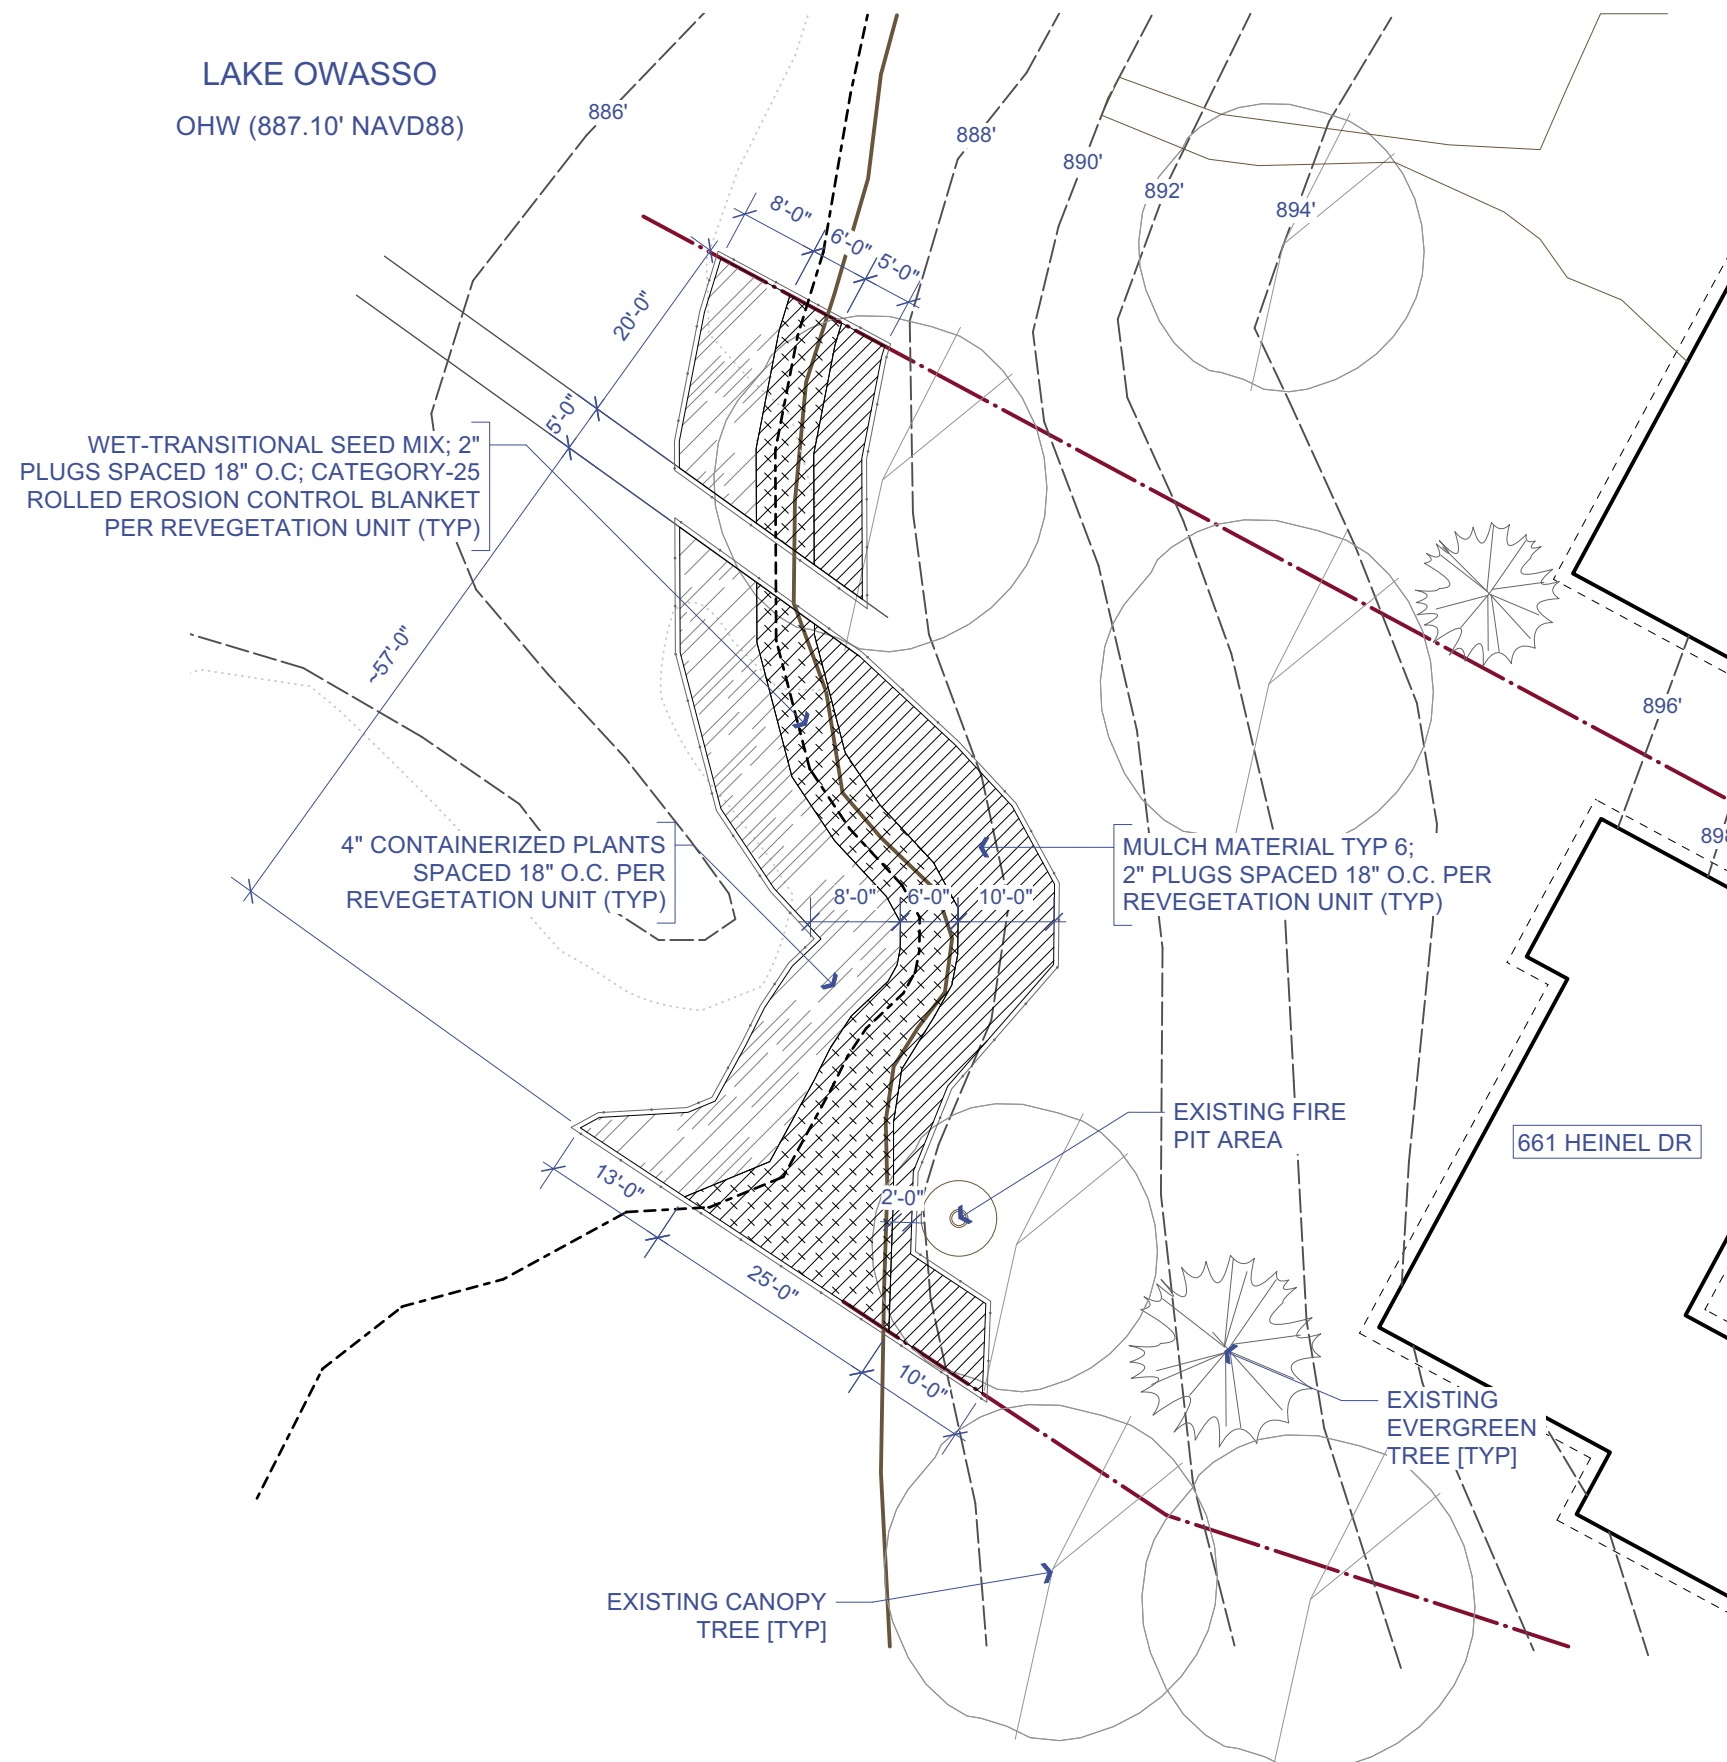 LAKE OWASSO
OHW (887.10' NAVD88)
886'
888'
890'
892'
894'
8'-0"
6'-0"
5'-0"
20'-0"
5'-0"
WET-TRANSITIONAL SEED MIX; 2"
PLUGS SPACED 18" O.C; CATEGORY-25
ROLLED EROSION CONTROL BLANKET
PER REVEGETATION UNIT (TYP)
~57'-0"
896'
898
4" CONTAINERIZED PLANTS
SPACED 18" O.C. PER
REVEGETATION UNIT (TYP)
8'-0"
6'-0"
10'-0"
MULCH MATERIAL TYP 6;
2" PLUGS SPACED 18" O.C. PER
REVEGETATION UNIT (TYP)
EXISTING FIRE
PIT AREA
661 HEINEL DR
13'-0"
2'-0"
25'-0"
10'-0"
EXISTING
EVERGREEN
TREE [TYP]
EXISTING CANOPY
TREE [TYP]